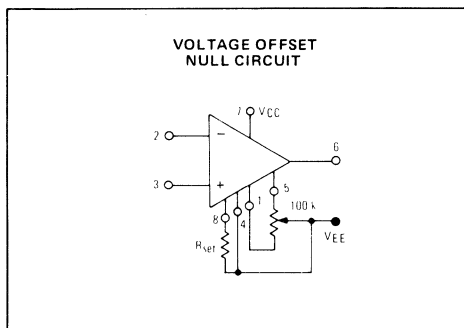 VOLTAGE OFFSET
NULL CIRCUIT
7 VCC
2
−
6
3
+
5
1
100 k
8
4
Rset
VEE